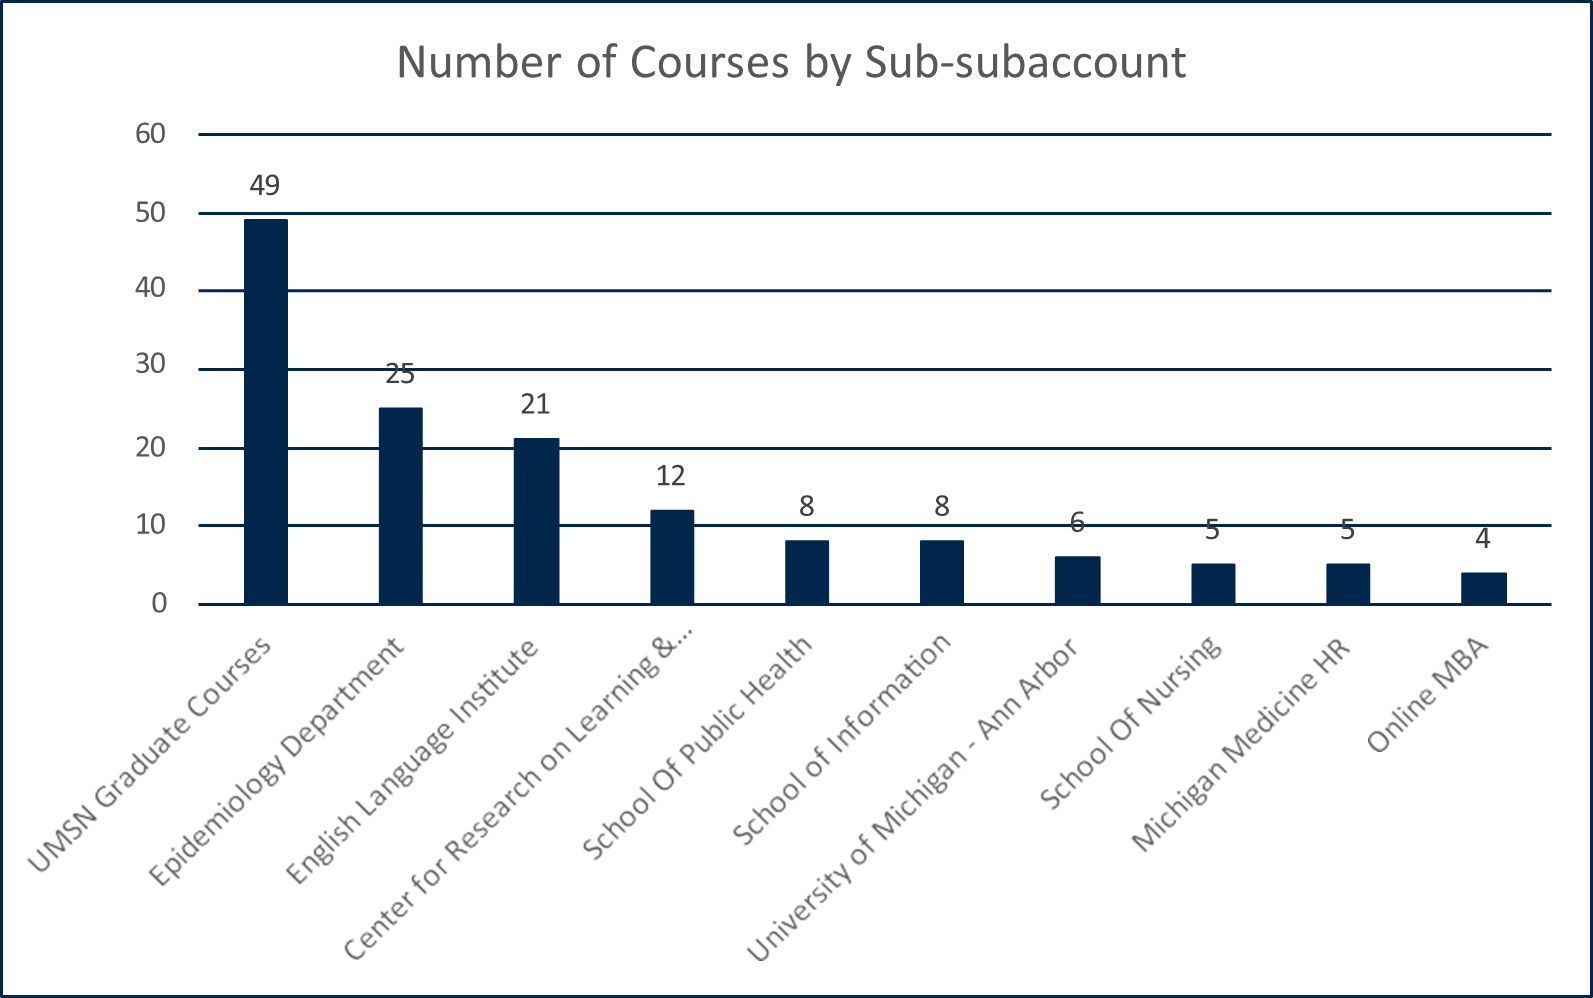 Number of Courses by Sub-subaccount
60
50
40
30
20
10
0
49
25
21
12
8
8
6
5
5
4
UMSN Graduate Courses
Epidemiology Department
English Language Institute
Center for Research on Learning &...
School Of Public Health
School of Information
University of Michigan - Ann Arbor
School Of Nursing
Michigan Medicine HR
Online MBA